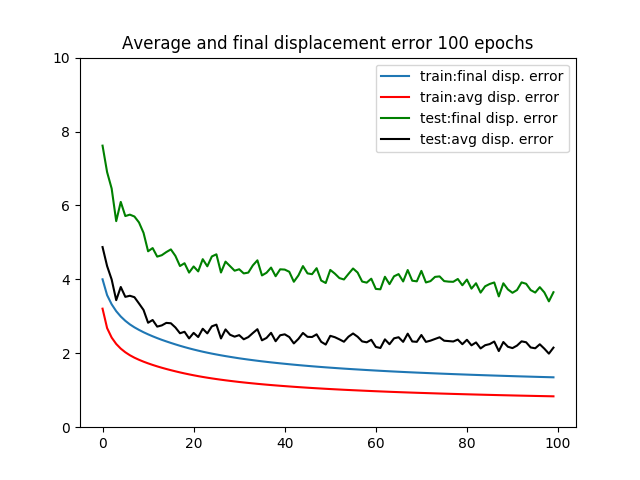 Average and final displacement error 100 epochs
train:final disp. error
train:avg disp. error
test:final disp. error
test:avg disp. error
10
8
6
4
2
0
0 20 40 60 80 100